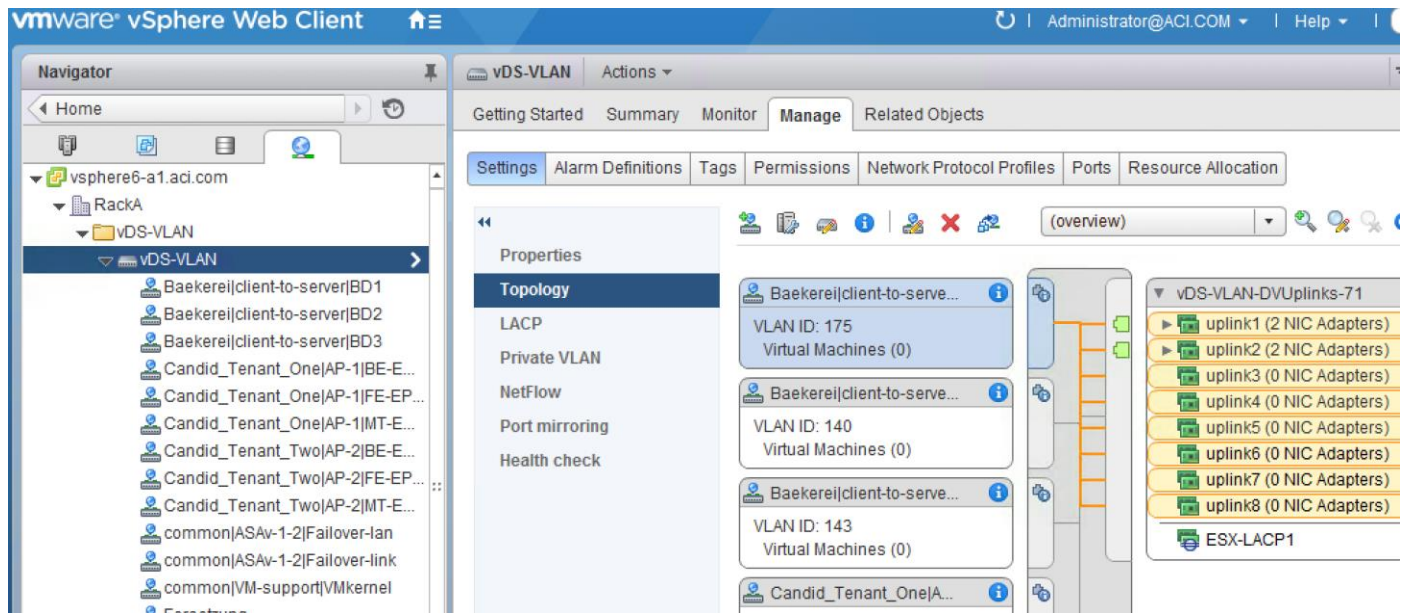 vmware® vSphere Web Client
Administrator@ACI.COM
Help
Navigator
Home
vsphere6-a1.aci.com
RackA
vDS-VLAN
vDS-VLAN
Baekerei|client-to-server|BD1
Baekerei|client-to-server|BD2
Baekerei|client-to-server|BD3
Candid_Tenant_One|AP-1|BE-E...
Candid_Tenant_One|AP-1|FE-EP...
Candid_Tenant_One|AP-1|MT-E...
Candid_Tenant_Two|AP-2|BE-E...
Candid_Tenant_Two|AP-2|FE-EP...
Candid_Tenant_Two|AP-2|MT-E...
common|ASAv-1-2|Failover-lan
common|ASAv-1-2|Failover-link
common|VM-support|VMkernel
vDS-VLAN Actions
Getting Started Summary Monitor Manage Related Objects
Settings Alarm Definitions Tags Permissions Network Protocol Profiles Ports Resource Allocation
Properties
Topology
LACP
Private VLAN
NetFlow
Port mirroring
Health check
(overview)
Baekerei|client-to-serve...
VLAN ID: 175
Virtual Machines (0)
Baekerei|client-to-serve...
VLAN ID: 140
Virtual Machines (0)
Baekerei|client-to-serve...
VLAN ID: 143
Virtual Machines (0)
Candid_Tenant_One|A...
vDS-VLAN-DVUplinks-71
uplink1 (2 NIC Adapters)
uplink2 (2 NIC Adapters)
uplink3 (0 NIC Adapters)
uplink4 (0 NIC Adapters)
uplink5 (0 NIC Adapters)
uplink6 (0 NIC Adapters)
uplink7 (0 NIC Adapters)
uplink8 (0 NIC Adapters)
ESX-LACP1